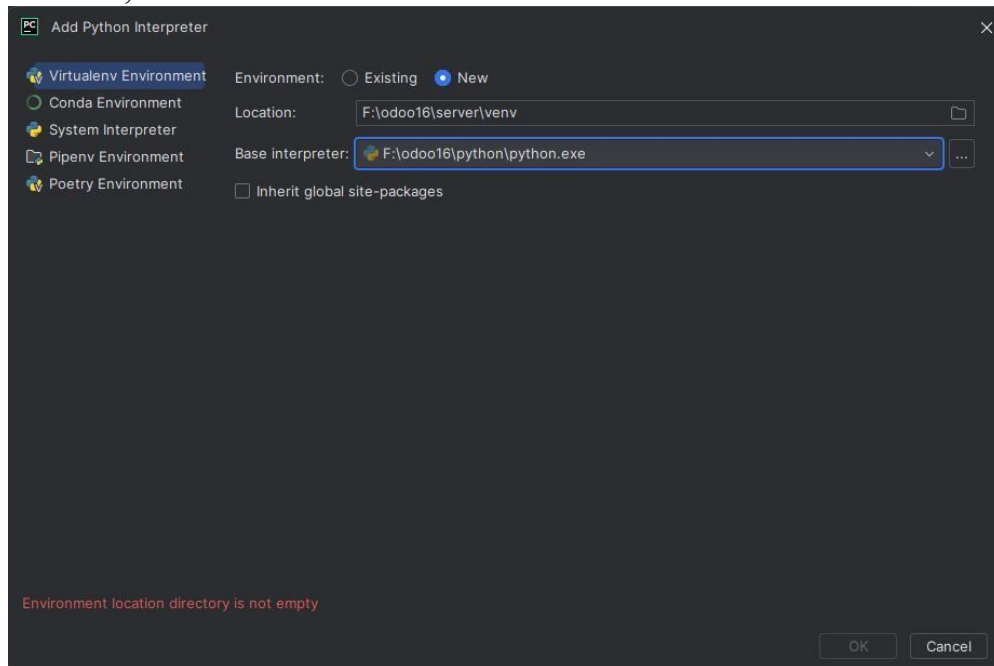 PC Add Python Interpreter
Virtualenv Environment
Conda Environment
System Interpreter
Pipenv Environment
Poetry Environment
Environment: Existing New
Location: F:\odoo16\server\venv
Base interpreter: F:\odoo16\python\python.exe ...
Inherit global site-packages
Environment location directory is not empty
OK Cancel